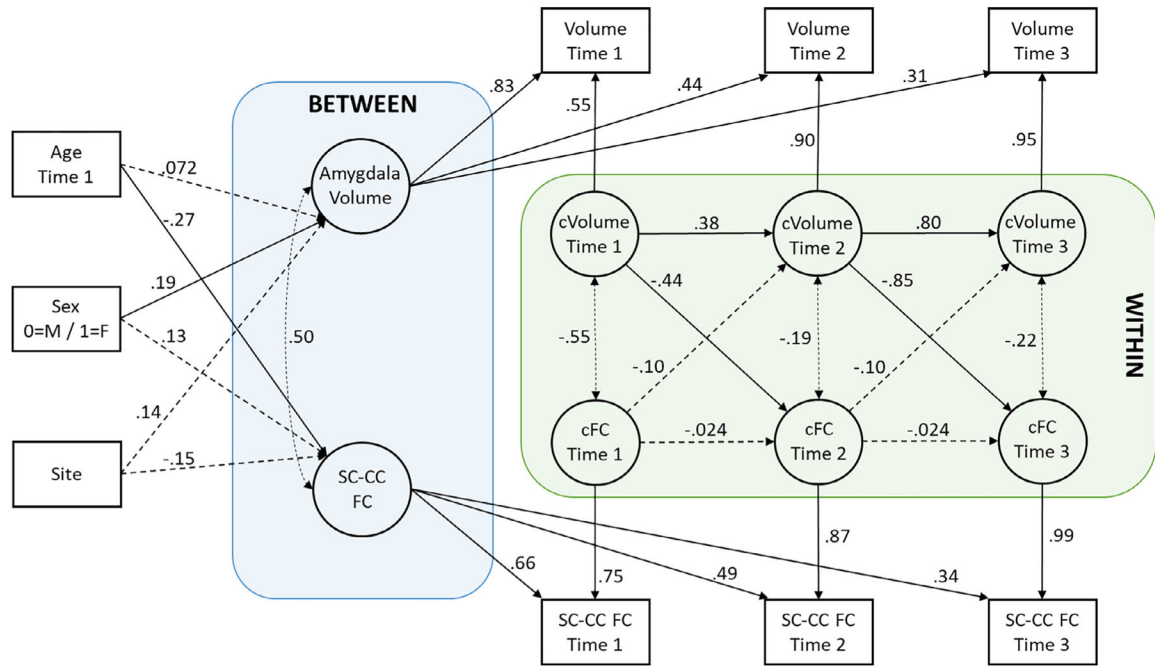 Volume
Time 1
Volume
Time 2
Volume
Time 3
.83
.44
.31
.55
.90
.95
BETWEEN
Age
Time 1
.072
-.27
Amygdala
Volume
cVolume
Time 1
.38
cVolume
Time 2
.80
cVolume
Time 3
-.44
-.85
WITHIN
.19
Sex
0=M / 1=F
.13
.50
-.55
-.10
-.19
-.10
-.22
.14
-.15
Site
SC-CC
FC
cFC
Time 1
-.024
cFC
Time 2
-.024
cFC
Time 3
.66
.75
.49
.87
.34
.99
SC-CC FC
Time 1
SC-CC FC
Time 2
SC-CC FC
Time 3